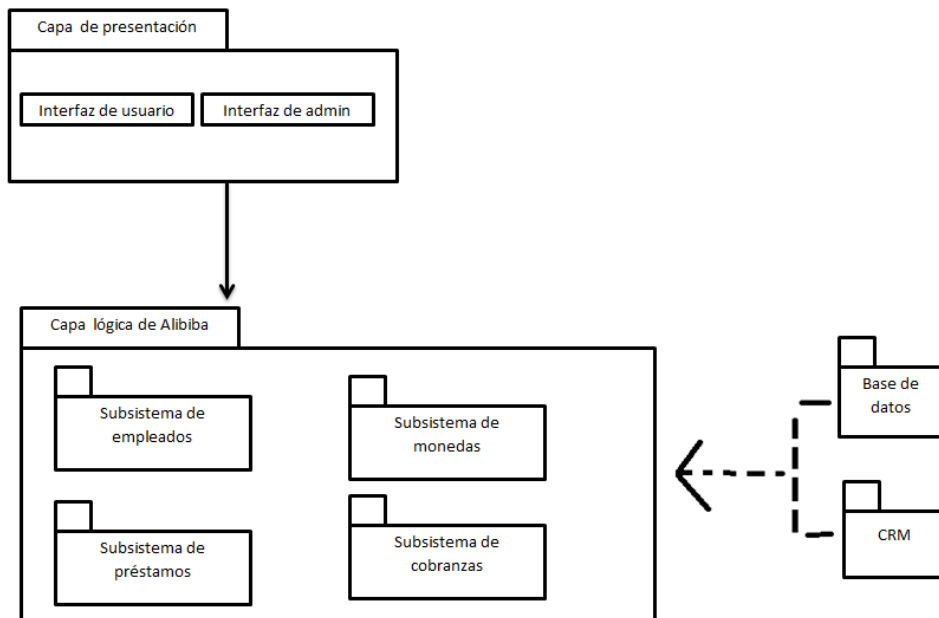 Capa de presentación
Interfaz de usuario
Interfaz de admin
Capa lógica de Alibiba
Subsistema de
empleados
Subsistema de
monedas
Base de
datos
Subsistema de
préstamos
Subsistema de
cobranzas
CRM